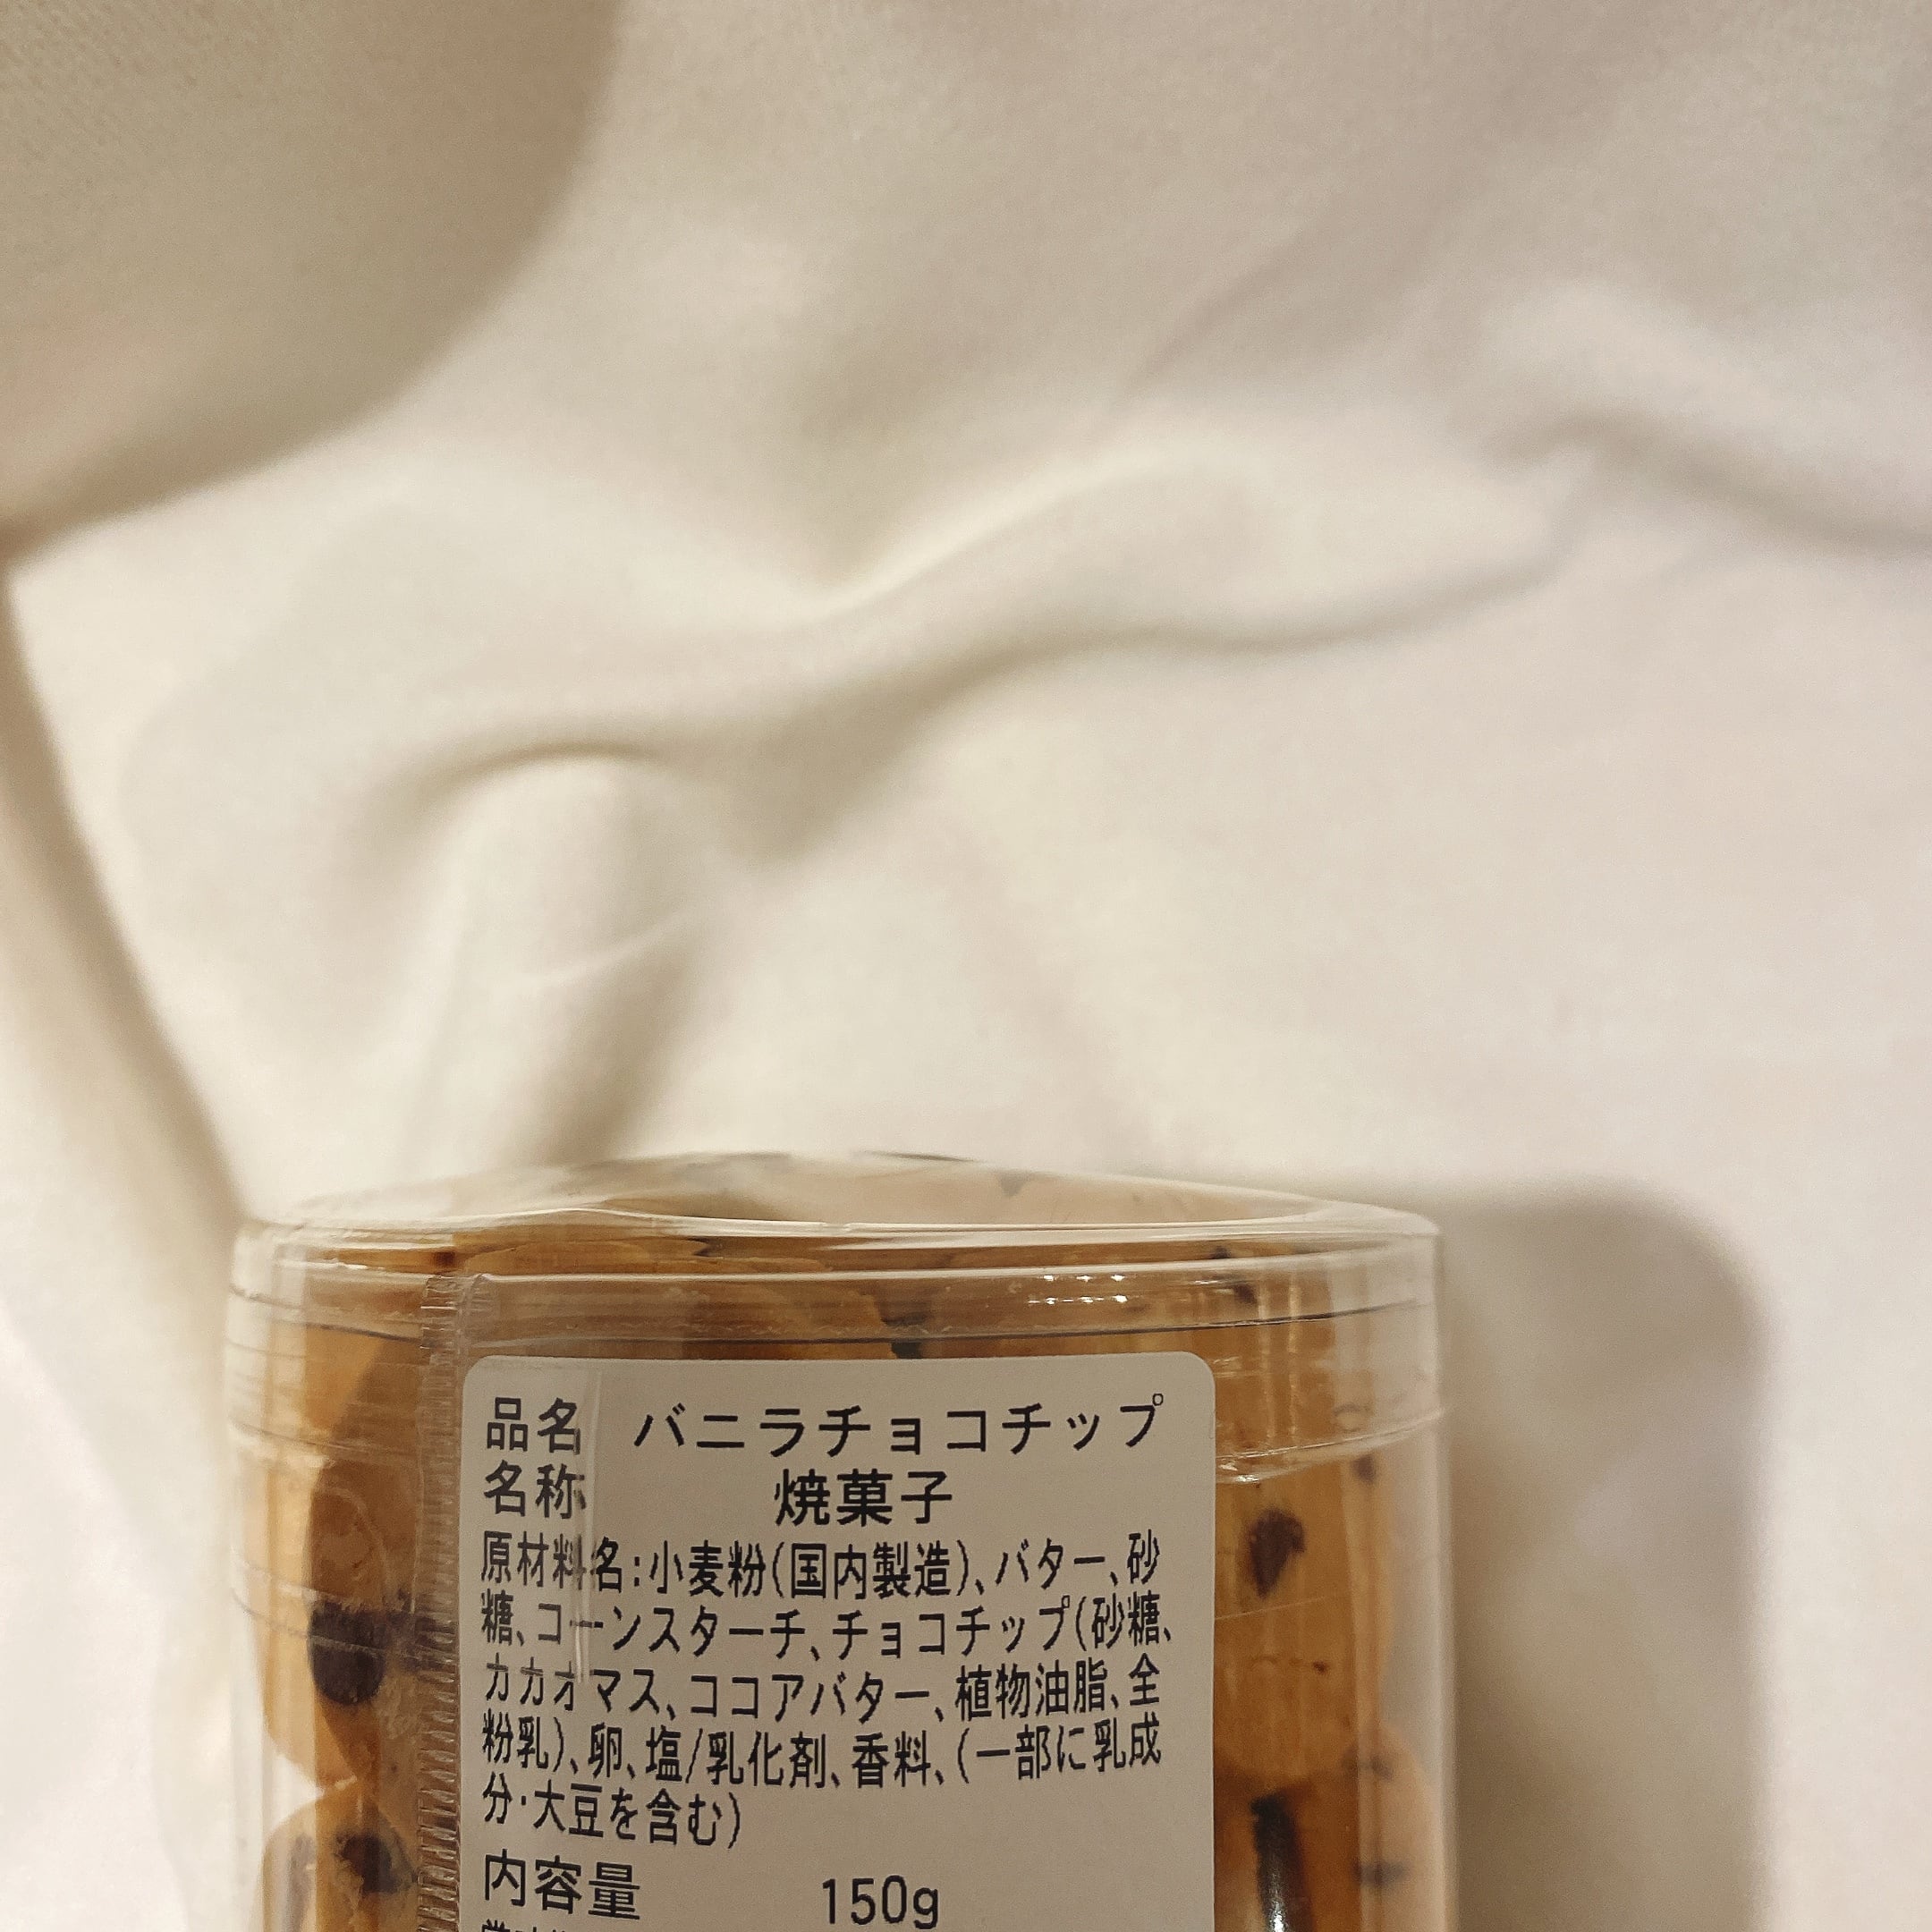 品名 バニラチョコチップ
名称 焼菓子
原材料名:小麦粉(国内製造)、バター、砂
糖、コーンスターチ、チョコチップ(砂糖、
カカオマス、ココアバター、植物油脂、全
粉乳)、卵、塩/乳化剤、香料、(一部に乳成
分・大豆を含む)
内容量 150g